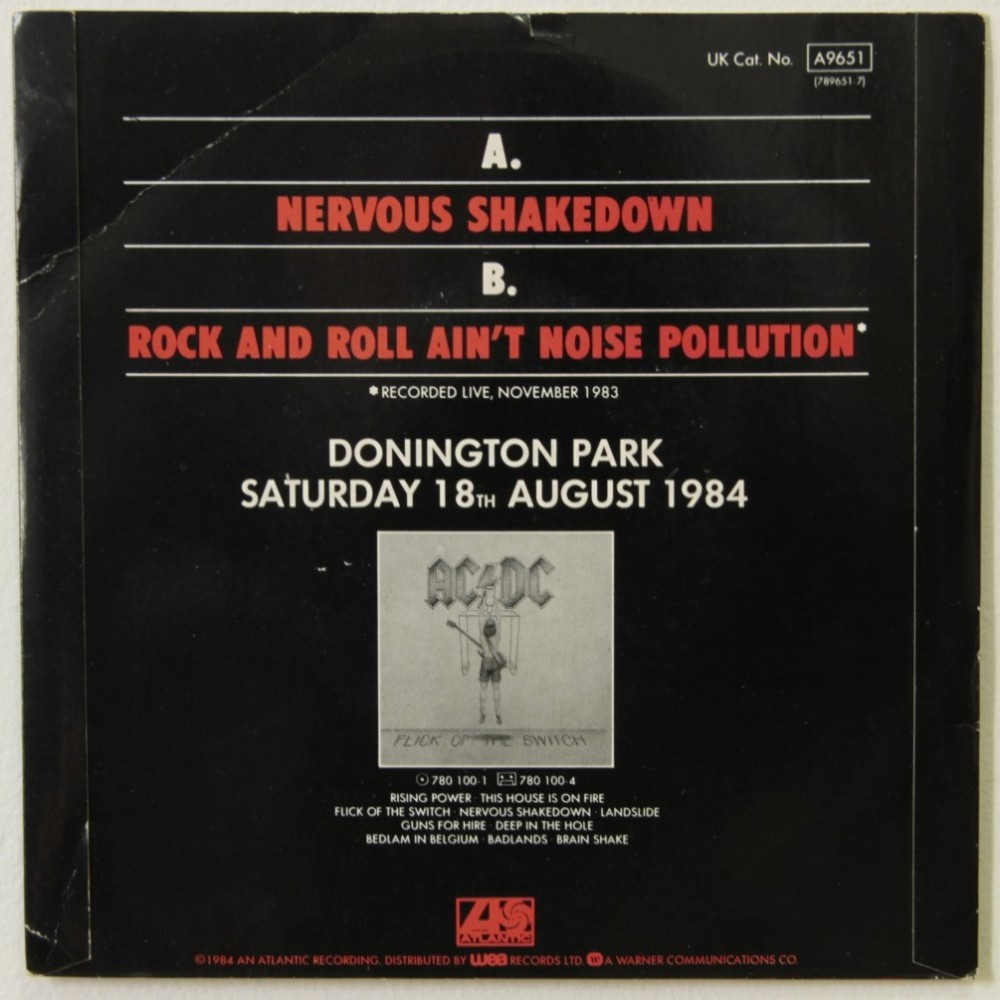 UK Cat. No. A9651
(789651-7)
A.
NERVOUS SHAKEDOWN
B.
ROCK AND ROLL AIN'T NOISE POLLUTION*
*RECORDED LIVE, NOVEMBER 1983
DONINGTON PARK
SATURDAY 18TH AUGUST 1984
AC/DC
FLICK OF THE SWITCH
780 100-1 780 100-4
RISING POWER · THIS HOUSE IS ON FIRE
FLICK OF THE SWITCH · NERVOUS SHAKEDOWN · LANDSLIDE
GUNS FOR HIRE · DEEP IN THE HOLE
BEDLAM IN BELGIUM · BADLANDS · BRAIN SHAKE
ATLANTIC
©1984 AN ATLANTIC RECORDING. DISTRIBUTED BY wea RECORDS LTD. A WARNER COMMUNICATIONS CO.